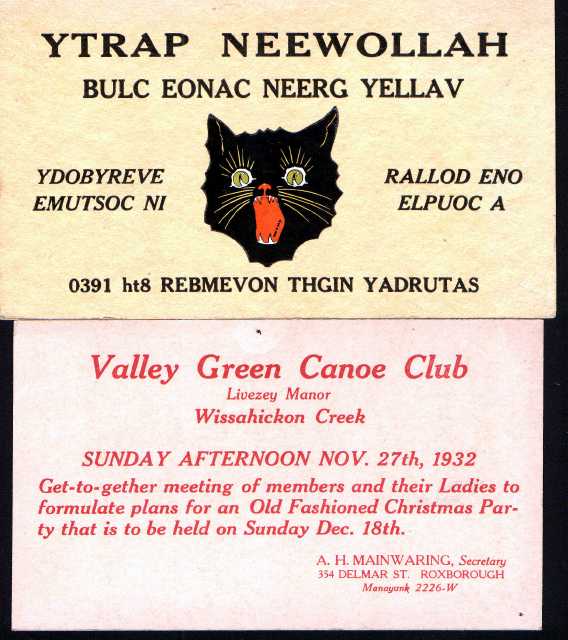 YTRAP NEEWOLLAH
BULC EONAC NEERG YELLAV
YDOBYREVE
EMUTSOC NI
RALLOD ENO
ELPUOC A
0391 ht8 REBMEVON THGIN YADRUTAS
Valley Green Canoe Club
Livezey Manor
Wissahickon Creek
SUNDAY AFTERNOON NOV. 27th, 1932
Get-to-gether meeting of members and their Ladies to
formulate plans for an Old Fashioned Christmas Par-
ty that is to be held on Sunday Dec. 18th.
A. H. MAINWARING, Secretary
354 DELMAR ST. ROXBOROUGH
Manayunk 2226-W